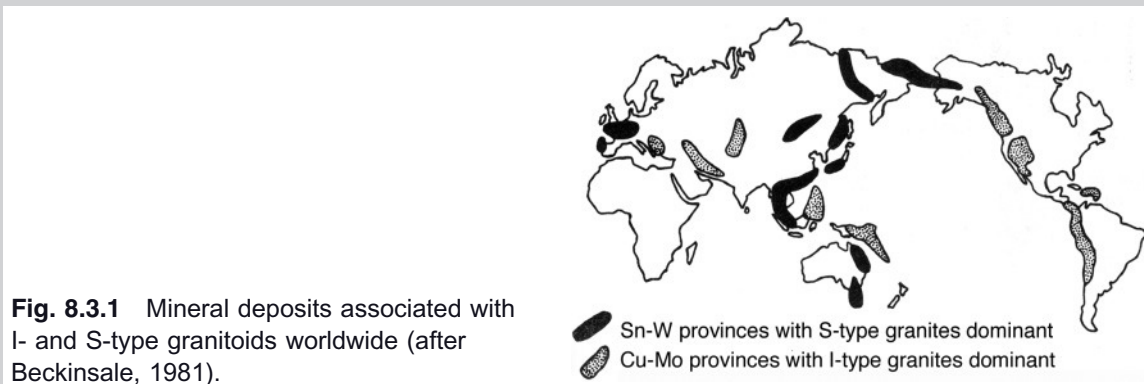 Fig. 8.3.1 Mineral deposits associated with
I- and S-type granitoids worldwide (after
Beckinsale, 1981).
Sn-W provinces with S-type granites dominant
Cu-Mo provinces with I-type granites dominant